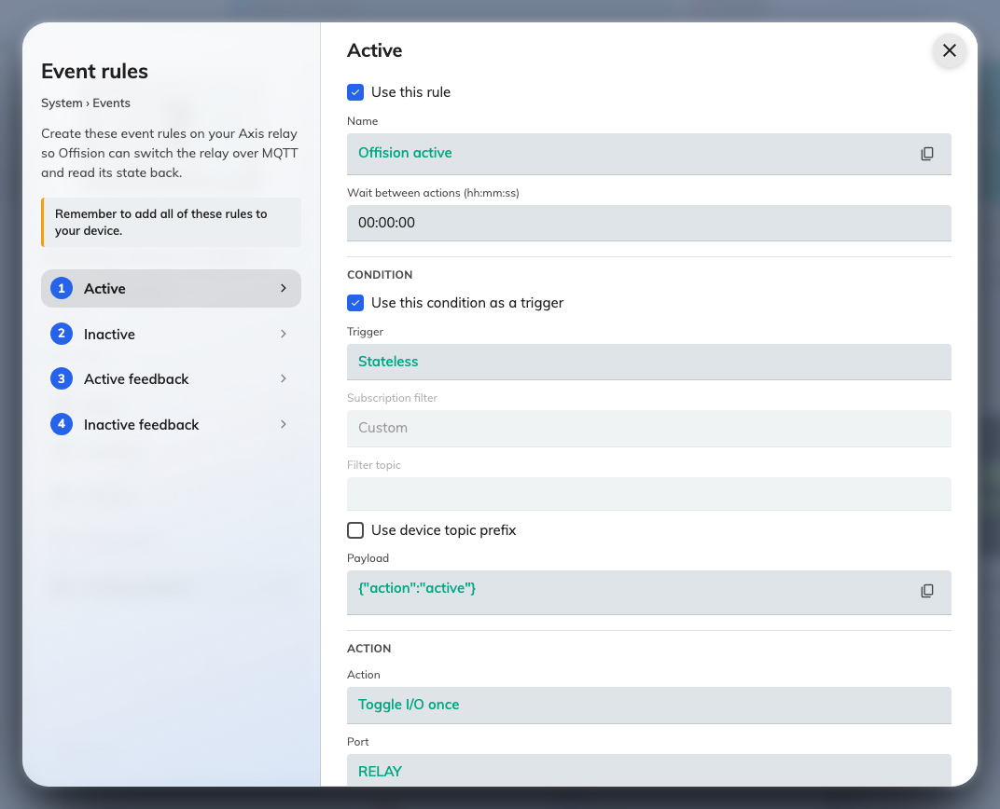 Event rules
System › Events
Create these event rules on your Axis relay
so Offision can switch the relay over MQTT
and read its state back.
Remember to add all of these rules to
your device.
1 Active
2 Inactive
3 Active feedback
4 Inactive feedback
Active
Use this rule
Name
Offision active
Wait between actions (hh:mm:ss)
00:00:00
CONDITION
Use this condition as a trigger
Trigger
Stateless
Subscription filter
Custom
Filter topic
Use device topic prefix
Payload
{"action":"active"}
ACTION
Action
Toggle I/O once
Port
RELAY